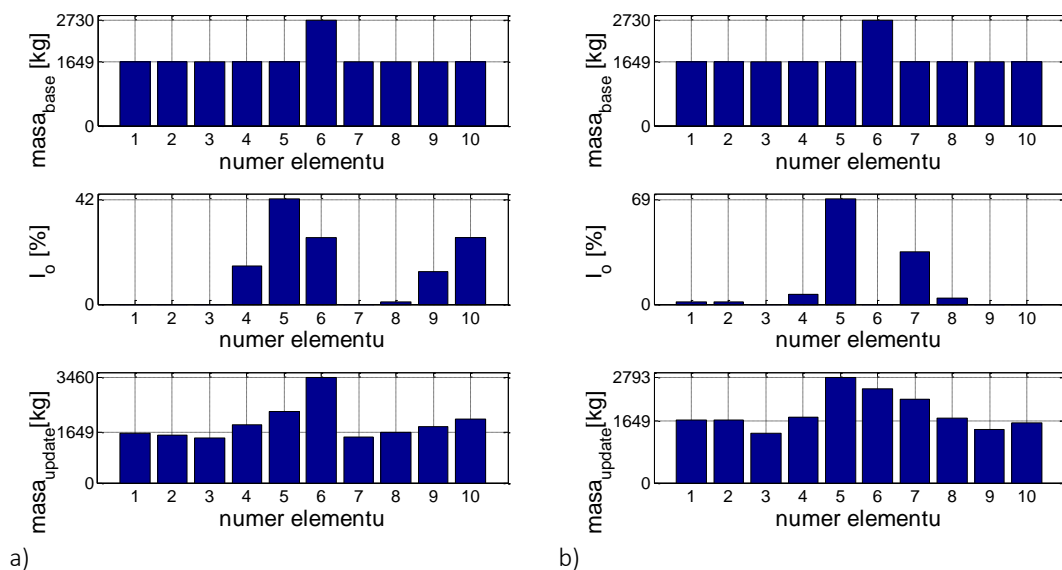 2730
1649
0
masa_base [kg]
1 2 3 4 5 6 7 8 9 10
numer elementu
42
0
I_o [%]
1 2 3 4 5 6 7 8 9 10
numer elementu
3460
1649
0
masa_update [kg]
1 2 3 4 5 6 7 8 9 10
numer elementu
a)
2730
1649
0
masa_base [kg]
1 2 3 4 5 6 7 8 9 10
numer elementu
69
0
I_o [%]
1 2 3 4 5 6 7 8 9 10
numer elementu
2793
1649
0
masa_update [kg]
1 2 3 4 5 6 7 8 9 10
numer elementu
b)